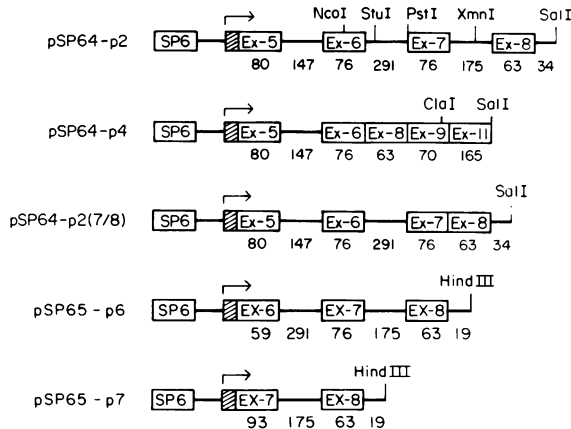 NcoI StuI PstI XmnI SalI
pSP64-p2 SP6 Ex-5 Ex-6 Ex-7 Ex-8
80 147 76 291 76 175 63 34
ClaI SalI
pSP64-p4 SP6 Ex-5 Ex-6 Ex-8 Ex-9 Ex-11
80 147 76 63 70 165
SalI
pSP64-p2(7/8) SP6 Ex-5 Ex-6 Ex-7 Ex-8
80 147 76 291 76 63 34
Hind III
pSP65-p6 SP6 EX-6 EX-7 EX-8
59 291 76 175 63 19
Hind III
pSP65-p7 SP6 EX-7 EX-8
93 175 63 19